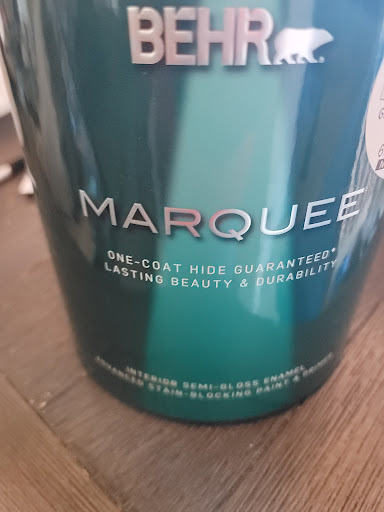 BEHR
MARQUEE
ONE-COAT HIDE GUARANTEED*
LASTING BEAUTY & DURABILITY
INTERIOR SEMI-GLOSS ENAMEL
ADVANCED STAIN-BLOCKING PAINT & PRIMER